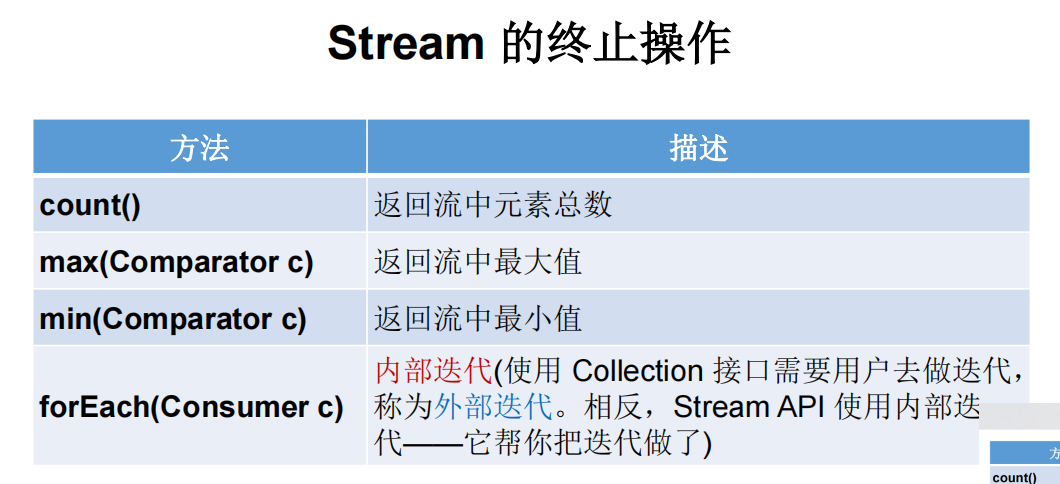 Stream 的终止操作
方法 描述
count() 返回流中元素总数
max(Comparator c) 返回流中最大值
min(Comparator c) 返回流中最小值
forEach(Consumer c) 内部迭代(使用 Collection 接口需要用户去做迭代，
称为外部迭代。相反，Stream API 使用内部迭
代——它帮你把迭代做了)
count()